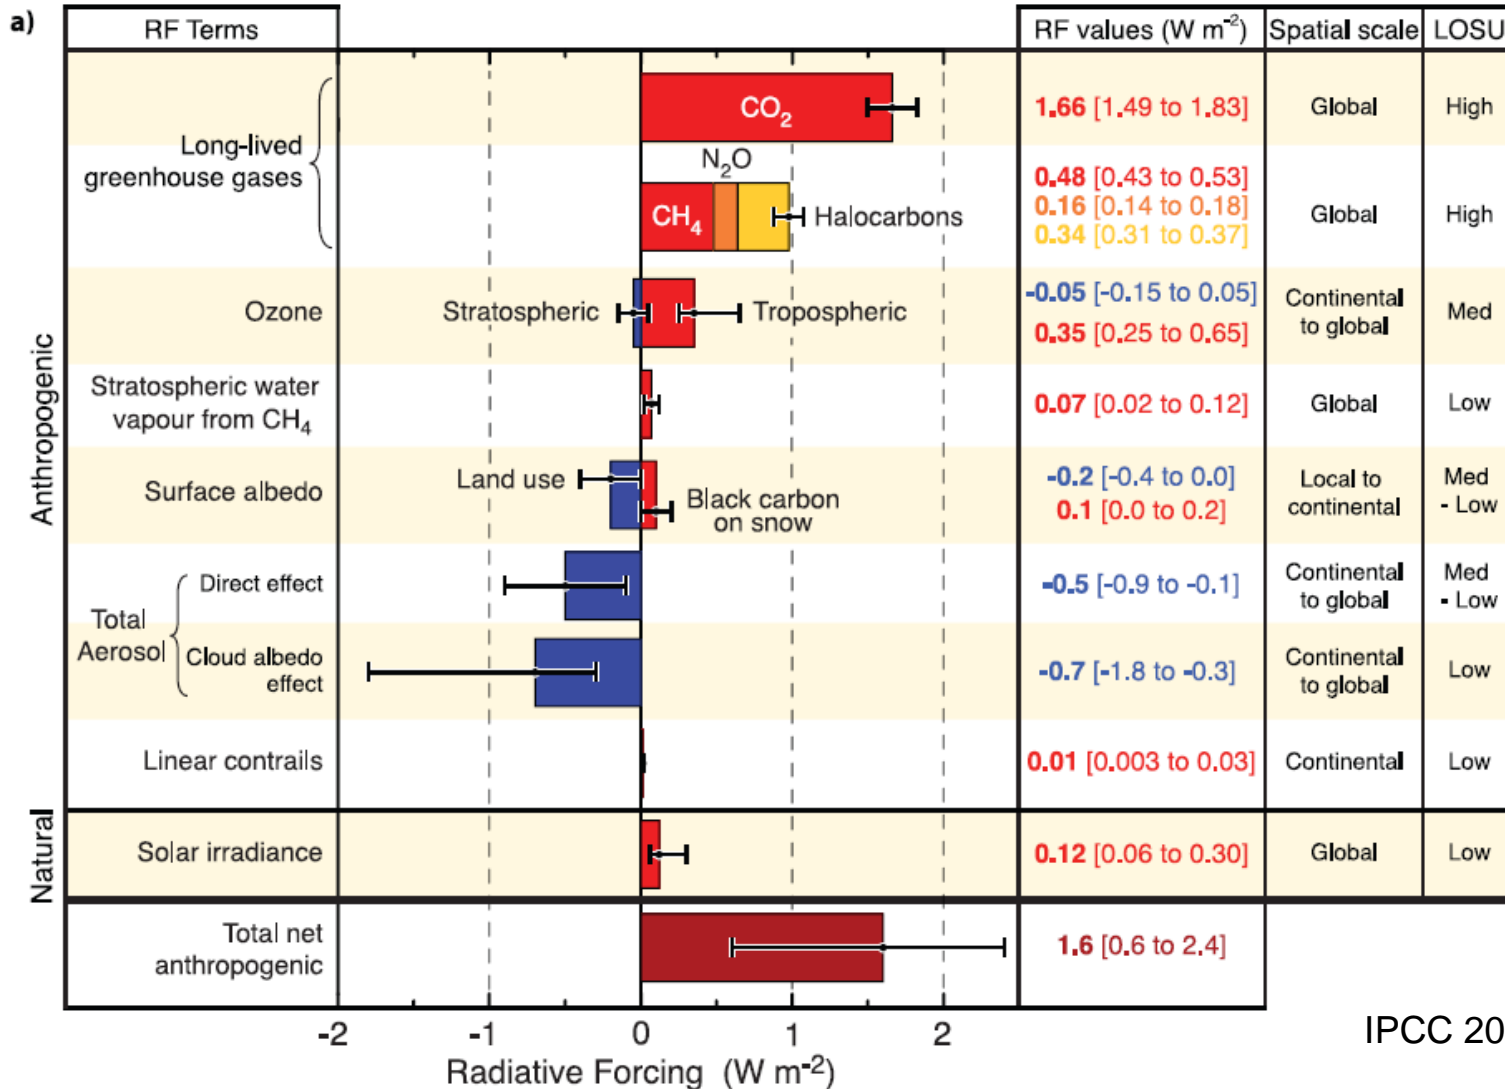 a)
RF Terms
RF values (W m⁻²)
Spatial scale
LOSU
Anthropogenic
Long-lived
greenhouse gases
CO₂
1.66 [1.49 to 1.83]
Global
High
N₂O
CH₄
Halocarbons
0.48 [0.43 to 0.53]
0.16 [0.14 to 0.18]
0.34 [0.31 to 0.37]
Global
High
Ozone
Stratospheric
Tropospheric
-0.05 [-0.15 to 0.05]
0.35 [0.25 to 0.65]
Continental
to global
Med
Stratospheric water
vapour from CH₄
0.07 [0.02 to 0.12]
Global
Low
Surface albedo
Land use
Black carbon
on snow
-0.2 [-0.4 to 0.0]
0.1 [0.0 to 0.2]
Local to
continental
Med
- Low
Total
Aerosol
Direct effect
-0.5 [-0.9 to -0.1]
Continental
to global
Med
- Low
Cloud albedo
effect
-0.7 [-1.8 to -0.3]
Continental
to global
Low
Linear contrails
0.01 [0.003 to 0.03]
Continental
Low
Natural
Solar irradiance
0.12 [0.06 to 0.30]
Global
Low
Total net
anthropogenic
1.6 [0.6 to 2.4]
-2 -1 0 1 2
Radiative Forcing (W m⁻²)
IPCC 20